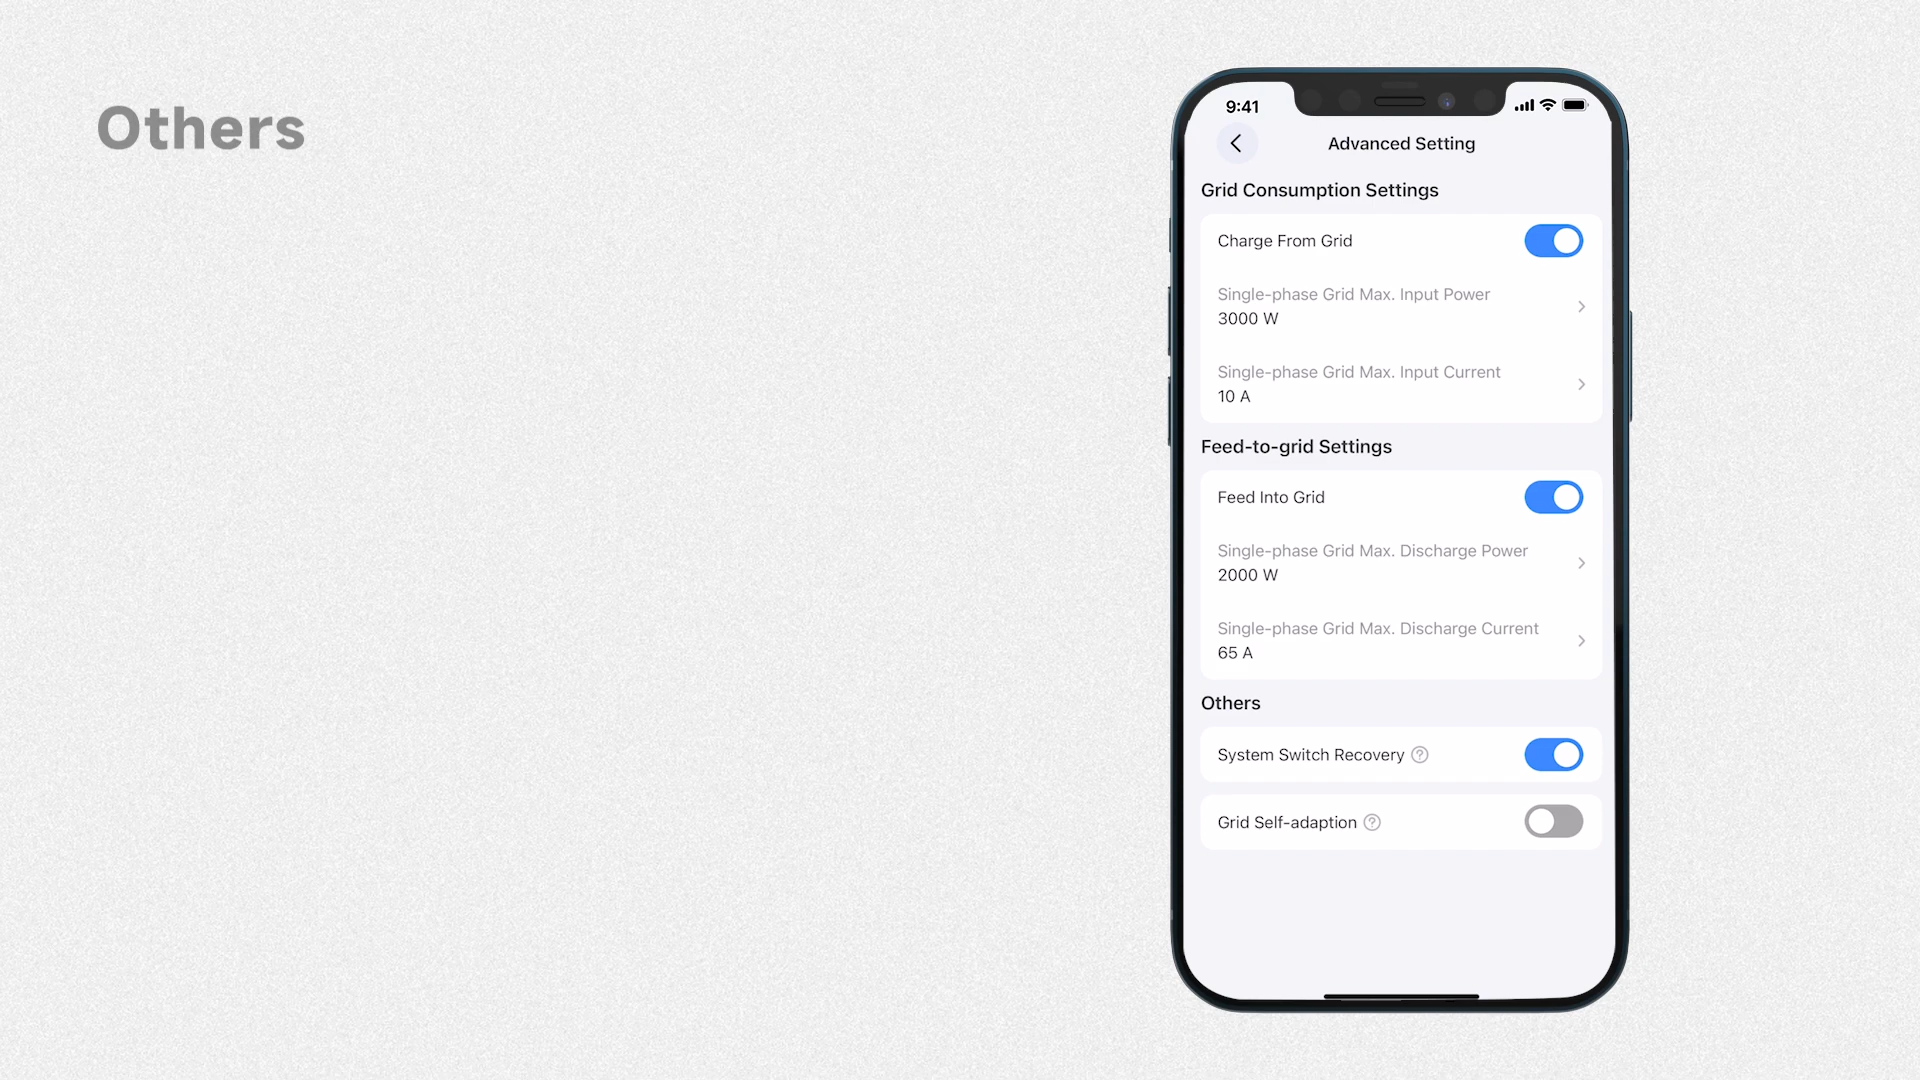 Others
9:41
Advanced Setting
Grid Consumption Settings
Charge From Grid
Single-phase Grid Max. Input Power
3000 W
Single-phase Grid Max. Input Current
10 A
Feed-to-grid Settings
Feed Into Grid
Single-phase Grid Max. Discharge Power
2000 W
Single-phase Grid Max. Discharge Current
65 A
Others
System Switch Recovery ?
Grid Self-adaption ?